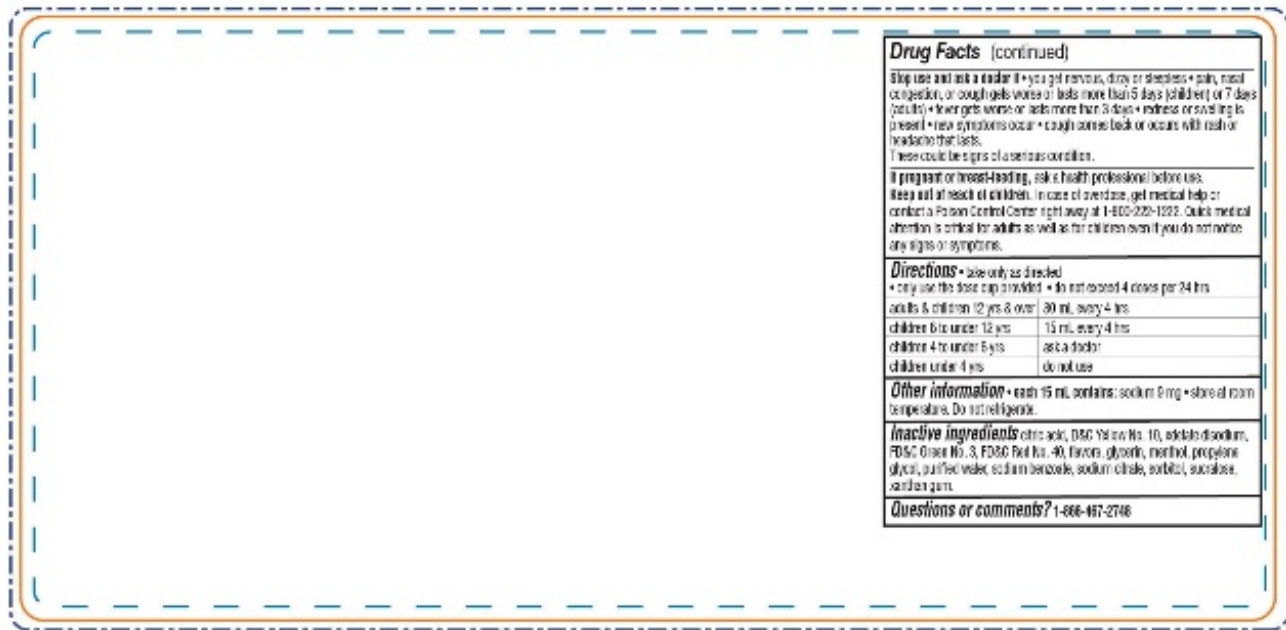 Drug Facts (continued)
Stop use and ask a doctor if • you get nervous, dizzy or sleepless • pain, nasal
congestion, or cough gets worse or lasts more than 5 days (children) or 7 days
(adults) • fever gets worse or lasts more than 3 days • redness or swelling is
present • new symptoms occur • cough comes back or occurs with rash or
headache that lasts.
These could be signs of a serious condition.
If pregnant or breast-feeding, ask a health professional before use.
Keep out of reach of children. In case of overdose, get medical help or
contact a Poison Control Center right away at 1-800-222-1222. Quick medical
attention is critical for adults as well as for children even if you do not notice
any signs or symptoms.
Directions • take only as directed
• only use the dose cup provided • do not exceed 4 doses per 24 hrs
adults & children 12 yrs & over 30 mL every 4 hrs
children 6 to under 12 yrs 15 mL every 4 hrs
children 4 to under 6 yrs ask a doctor
children under 4 yrs do not use
Other information • each 15 mL contains: sodium 9 mg • store at room
temperature. Do not refrigerate.
Inactive ingredients citric acid, D&C Yellow No. 10, edetate disodium,
FD&C Green No. 3, FD&C Red No. 40, flavors, glycerin, menthol, propylene
glycol, purified water, sodium benzoate, sodium citrate, sorbitol, sucralose,
xanthan gum.
Questions or comments? 1-866-467-2748